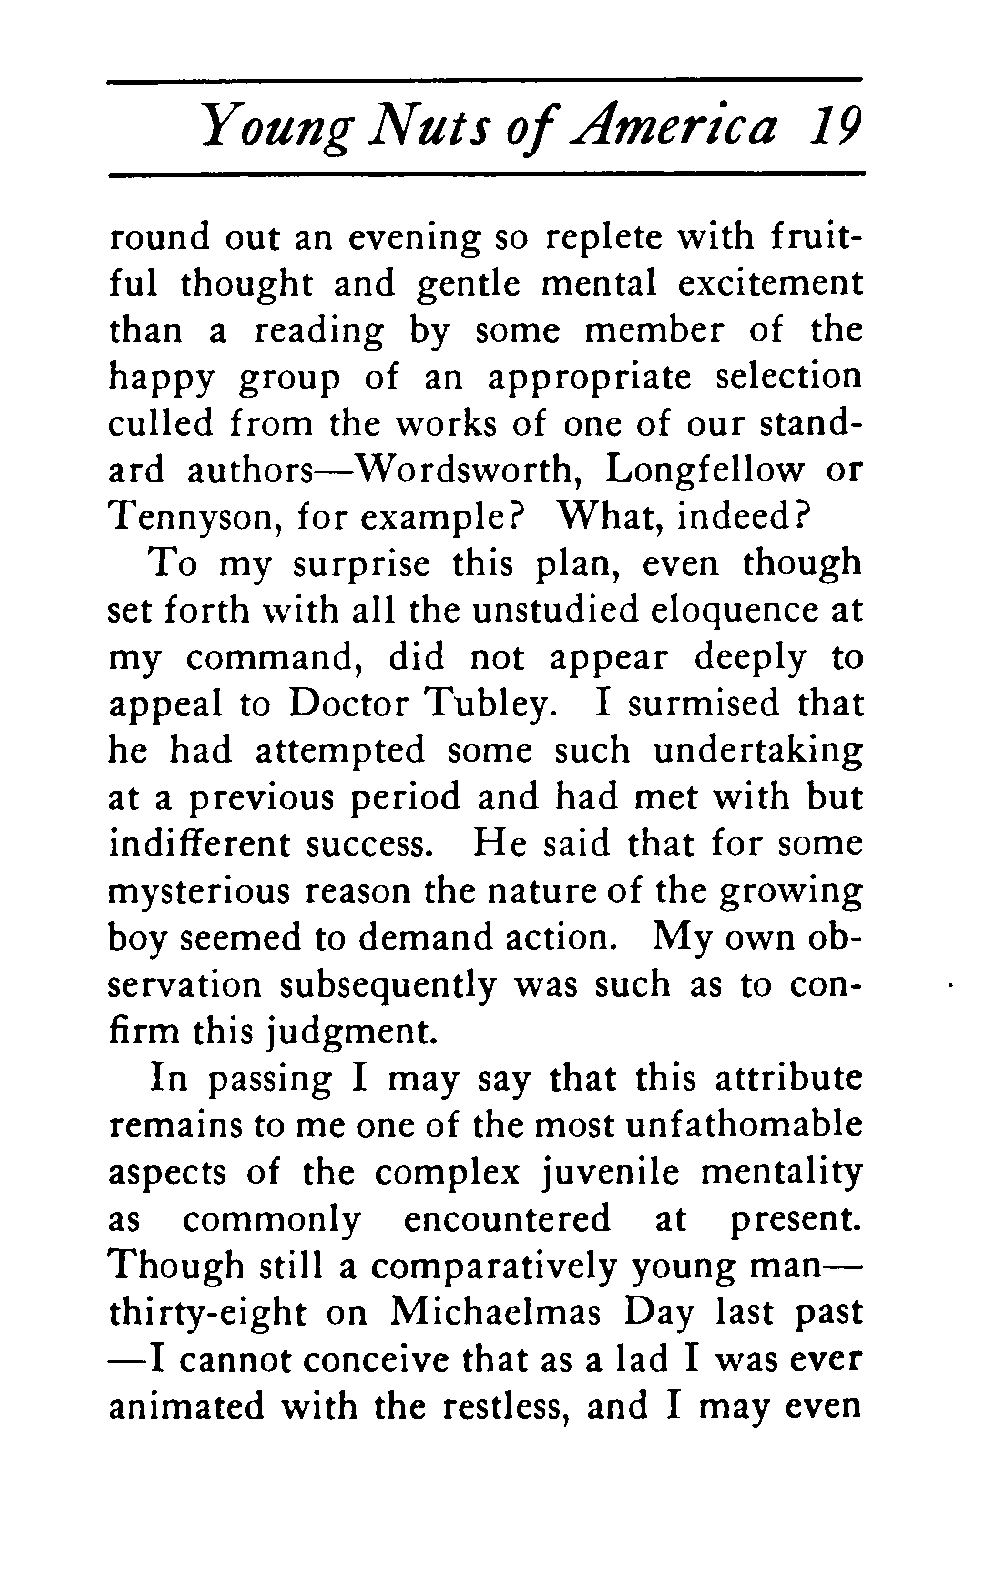 Young Nuts of America 19
round out an evening so replete with fruit-
ful thought and gentle mental excitement
than a reading by some member of the
happy group of an appropriate selection
culled from the works of one of our stand-
ard authors—Wordsworth, Longfellow or
Tennyson, for example? What, indeed?
To my surprise this plan, even though
set forth with all the unstudied eloquence at
my command, did not appear deeply to
appeal to Doctor Tubley. I surmised that
he had attempted some such undertaking
at a previous period and had met with but
indifferent success. He said that for some
mysterious reason the nature of the growing
boy seemed to demand action. My own ob-
servation subsequently was such as to con-
firm this judgment.
In passing I may say that this attribute
remains to me one of the most unfathomable
aspects of the complex juvenile mentality
as commonly encountered at present.
Though still a comparatively young man—
thirty-eight on Michaelmas Day last past
—I cannot conceive that as a lad I was ever
animated with the restless, and I may even